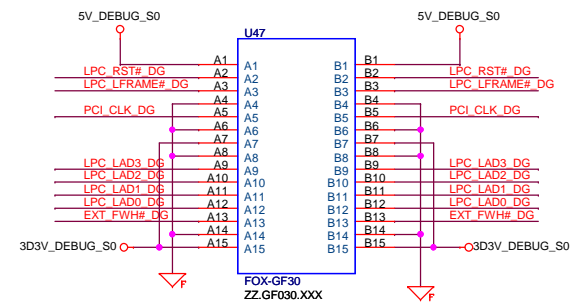 5V_DEBUG_S0 5V_DEBUG_S0
U47
A1 A1 B1 B1
LPC_RST#_DG A2 A2 B2 B2 LPC_RST#_DG
LPC_LFRAME#_DG A3 A3 B3 B3 LPC_LFRAME#_DG
A4 A4 B4 B4
PCI_CLK_DG A5 A5 B5 B5 PCI_CLK_DG
A6 A6 B6 B6
A7 A7 B7 B7
A8 A8 B8 B8
LPC_LAD3_DG A9 A9 B9 B9 LPC_LAD3_DG
LPC_LAD2_DG A10 A10 B10 B10 LPC_LAD2_DG
LPC_LAD1_DG A11 A11 B11 B11 LPC_LAD1_DG
LPC_LAD0_DG A12 A12 B12 B12 LPC_LAD0_DG
EXT_FWH#_DG A13 A13 B13 B13 EXT_FWH#_DG
A14 A14 B14 B14
3D3V_DEBUG_S0 A15 A15 B15 B15 3D3V_DEBUG_S0
F F
FOX-GF30
ZZ.GF030.XXX